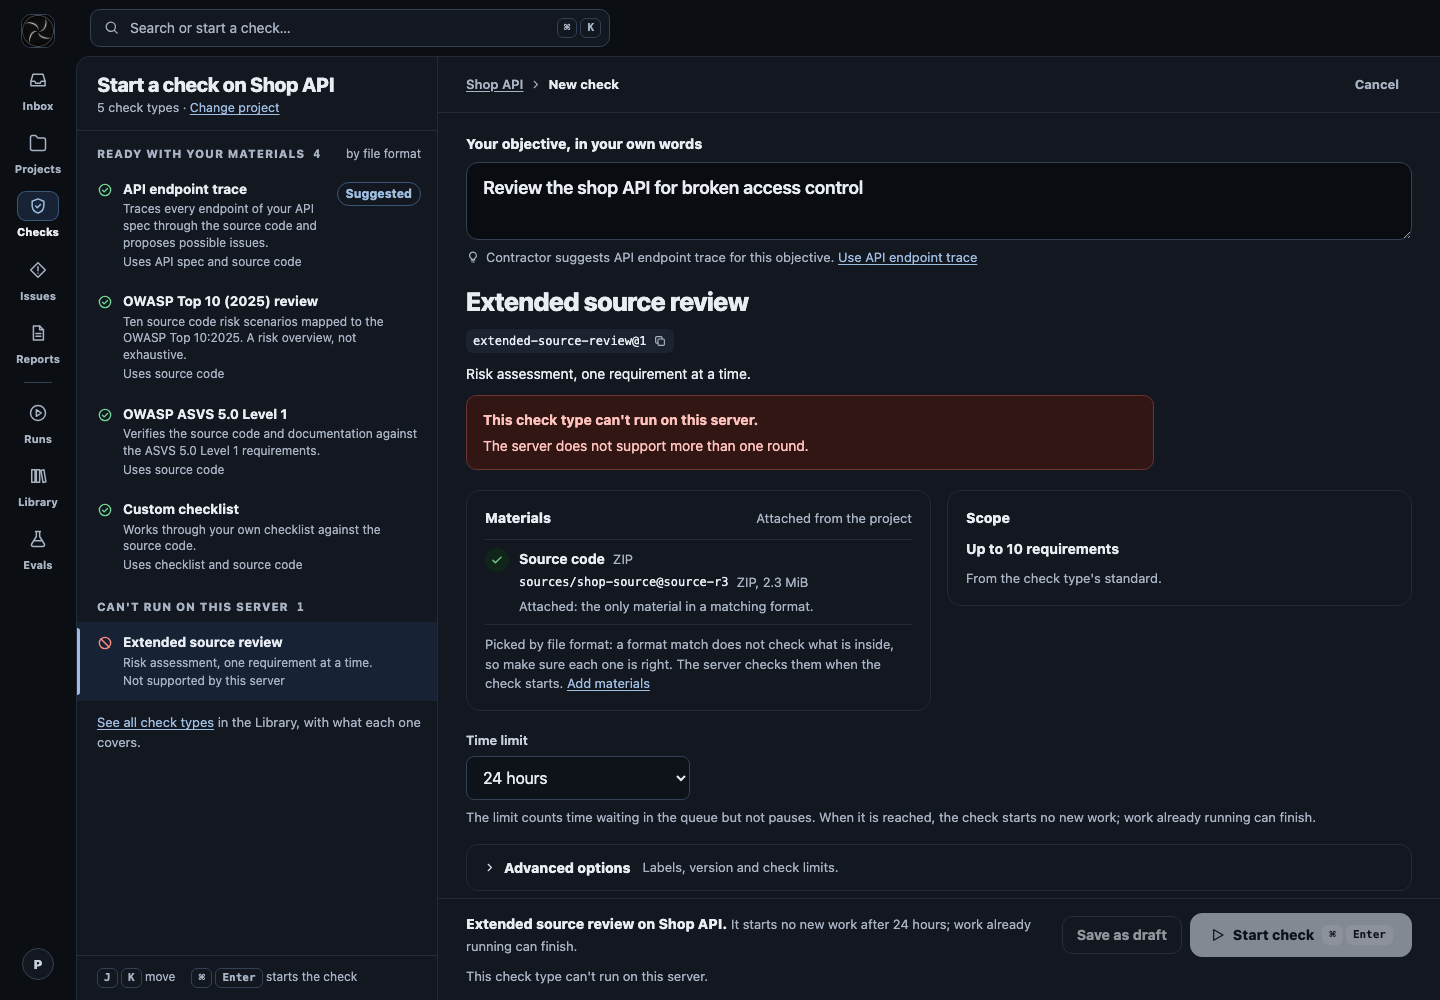 Search or start a check...
⌘ K
Inbox
Projects
Checks
Issues
Reports
Runs
Library
Evals
P
Start a check on Shop API
5 check types · Change project
READY WITH YOUR MATERIALS 4
by file format
API endpoint trace
Suggested
Traces every endpoint of your API
spec through the source code and
proposes possible issues.
Uses API spec and source code
OWASP Top 10 (2025) review
Ten source code risk scenarios mapped to the
OWASP Top 10:2025. A risk overview, not
exhaustive.
Uses source code
OWASP ASVS 5.0 Level 1
Verifies the source code and documentation against
the ASVS 5.0 Level 1 requirements.
Uses source code
Custom checklist
Works through your own checklist against the
source code.
Uses checklist and source code
CAN'T RUN ON THIS SERVER 1
Extended source review
Risk assessment, one requirement at a time.
Not supported by this server
See all check types in the Library, with what each one
covers.
J K move ⌘ Enter starts the check
Shop API › New check
Cancel
Your objective, in your own words
Review the shop API for broken access control
Contractor suggests API endpoint trace for this objective. Use API endpoint trace
Extended source review
extended-source-review@1
Risk assessment, one requirement at a time.
This check type can't run on this server.
The server does not support more than one round.
Materials
Attached from the project
Source code ZIP
sources/shop-source@source-r3 ZIP, 2.3 MiB
Attached: the only material in a matching format.
Picked by file format: a format match does not check what is inside,
so make sure each one is right. The server checks them when the
check starts. Add materials
Scope
Up to 10 requirements
From the check type's standard.
Time limit
24 hours
The limit counts time waiting in the queue but not pauses. When it is reached, the check starts no new work; work already running can finish.
Advanced options Labels, version and check limits.
Extended source review on Shop API. It starts no new work after 24 hours; work already
running can finish.
This check type can't run on this server.
Save as draft
Start check ⌘ Enter